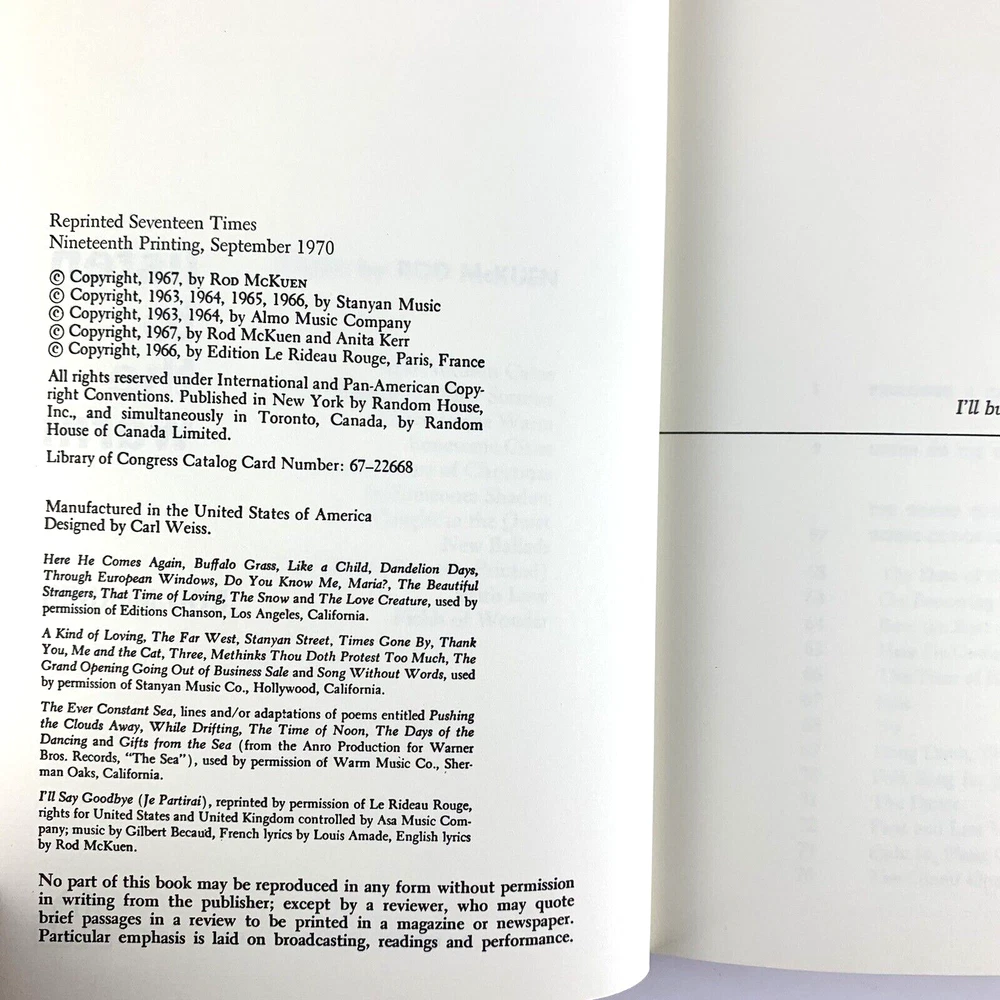 Reprinted Seventeen Times
Nineteenth Printing, September 1970
© Copyright, 1967, by ROD MCKUEN
© Copyright, 1963, 1964, 1965, 1966, by Stanyan Music
© Copyright, 1963, 1964, by Almo Music Company
© Copyright, 1967, by Rod McKuen and Anita Kerr
© Copyright, 1966, by Edition Le Rideau Rouge, Paris, France
All rights reserved under International and Pan-American Copy-
right Conventions. Published in New York by Random House,
Inc., and simultaneously in Toronto, Canada, by Random
House of Canada Limited.
Library of Congress Catalog Card Number: 67–22668
Manufactured in the United States of America
Designed by Carl Weiss.
Here He Comes Again, Buffalo Grass, Like a Child, Dandelion Days,
Through European Windows, Do You Know Me, Maria?, The Beautiful
Strangers, That Time of Loving, The Snow and The Love Creature, used by
permission of Editions Chanson, Los Angeles, California.
A Kind of Loving, The Far West, Stanyan Street, Times Gone By, Thank
You, Me and the Cat, Three, Methinks Thou Doth Protest Too Much, The
Grand Opening Going Out of Business Sale and Song Without Words, used
by permission of Stanyan Music Co., Hollywood, California.
The Ever Constant Sea, lines and/or adaptations of poems entitled Pushing
the Clouds Away, While Drifting, The Time of Noon, The Days of the
Dancing and Gifts from the Sea (from the Anro Production for Warner
Bros. Records, "The Sea"), used by permission of Warm Music Co., Sher-
man Oaks, California.
I'll Say Goodbye (Je Partirai), reprinted by permission of Le Rideau Rouge,
rights for United States and United Kingdom controlled by Asa Music Com-
pany; music by Gilbert Becaud, French lyrics by Louis Amade, English lyrics
by Rod McKuen.
No part of this book may be reproduced in any form without permission
in writing from the publisher; except by a reviewer, who may quote
brief passages in a review to be printed in a magazine or newspaper.
Particular emphasis is laid on broadcasting, readings and performance.
I'll bu